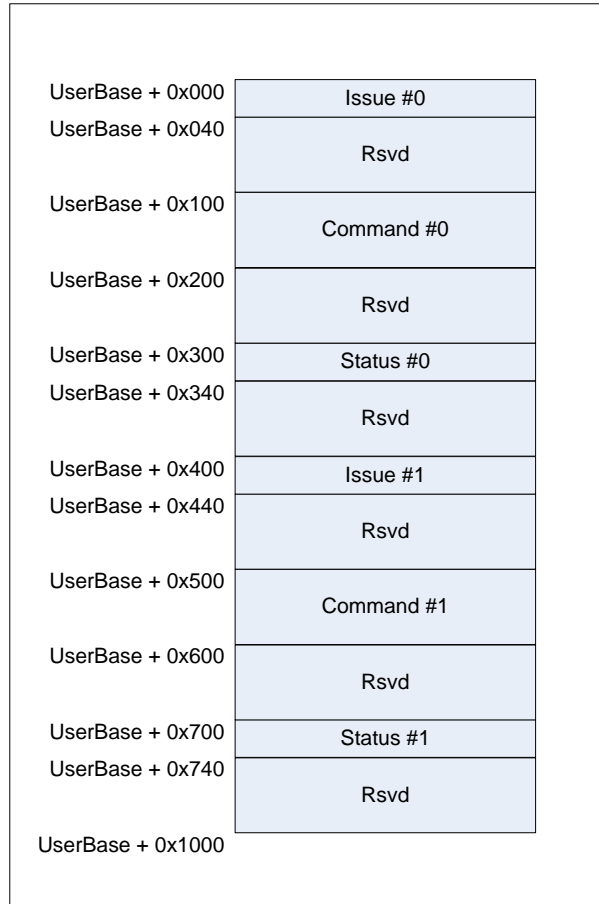 UserBase + 0x000
Issue #0
UserBase + 0x040
Rsvd
UserBase + 0x100
Command #0
UserBase + 0x200
Rsvd
UserBase + 0x300
Status #0
UserBase + 0x340
Rsvd
UserBase + 0x400
Issue #1
UserBase + 0x440
Rsvd
UserBase + 0x500
Command #1
UserBase + 0x600
Rsvd
UserBase + 0x700
Status #1
UserBase + 0x740
Rsvd
UserBase + 0x1000